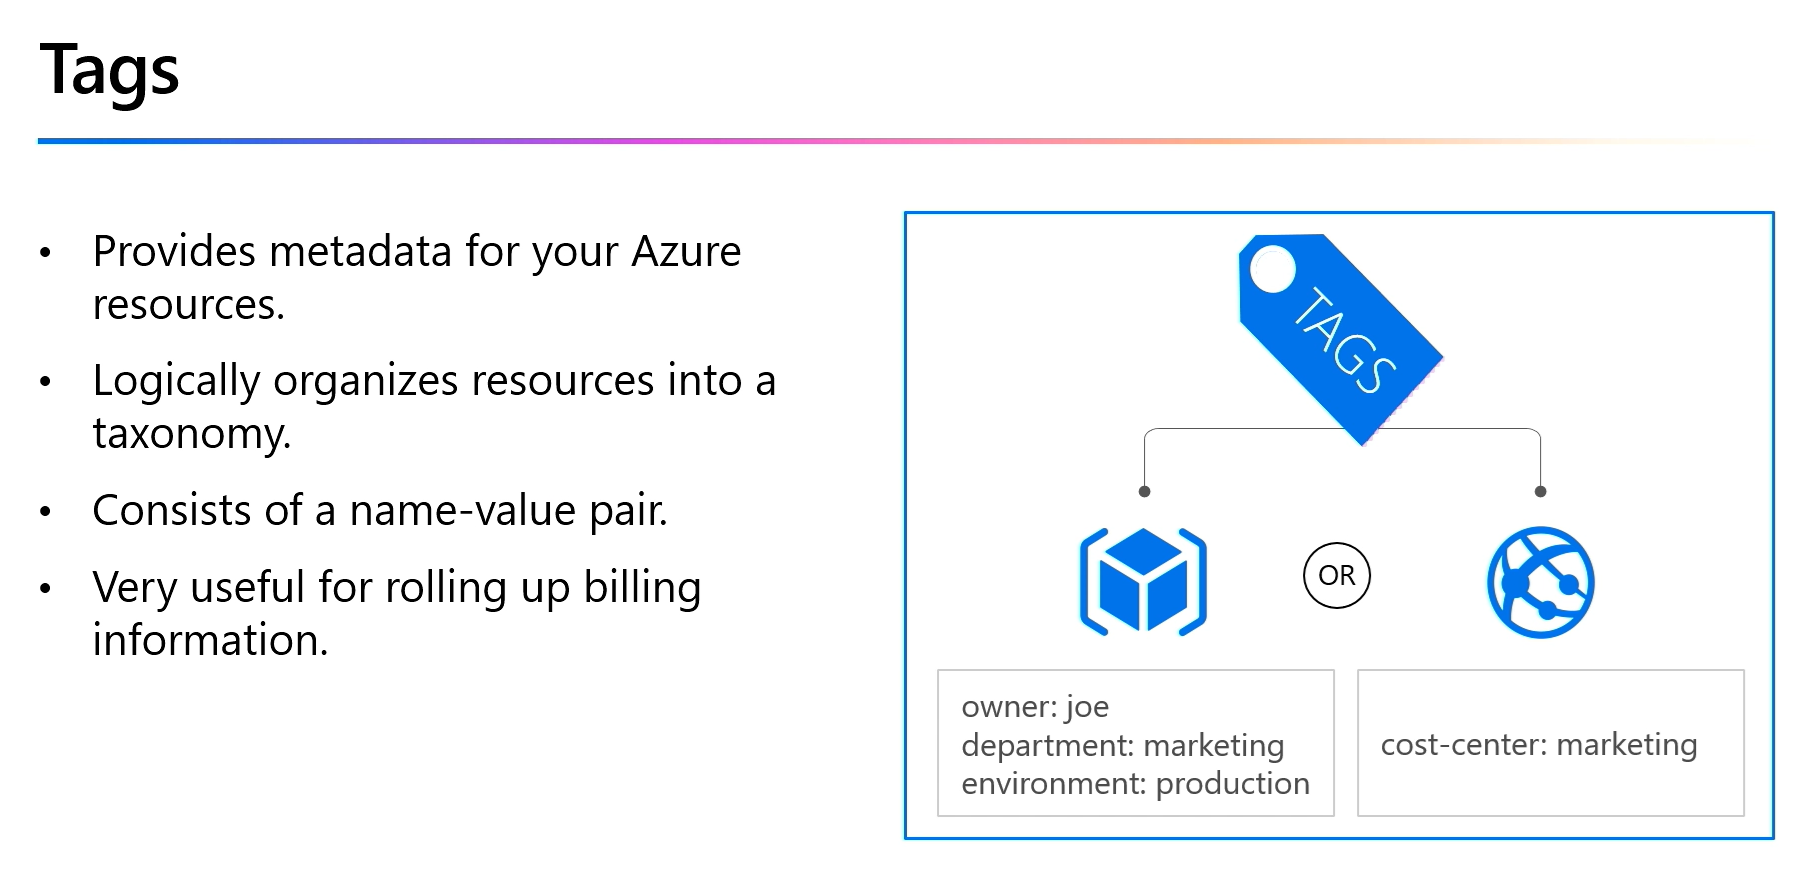 Tags
• Provides metadata for your Azure
resources.
• Logically organizes resources into a
taxonomy.
• Consists of a name-value pair.
• Very useful for rolling up billing
information.
TAGS
OR
owner: joe
department: marketing
environment: production
cost-center: marketing